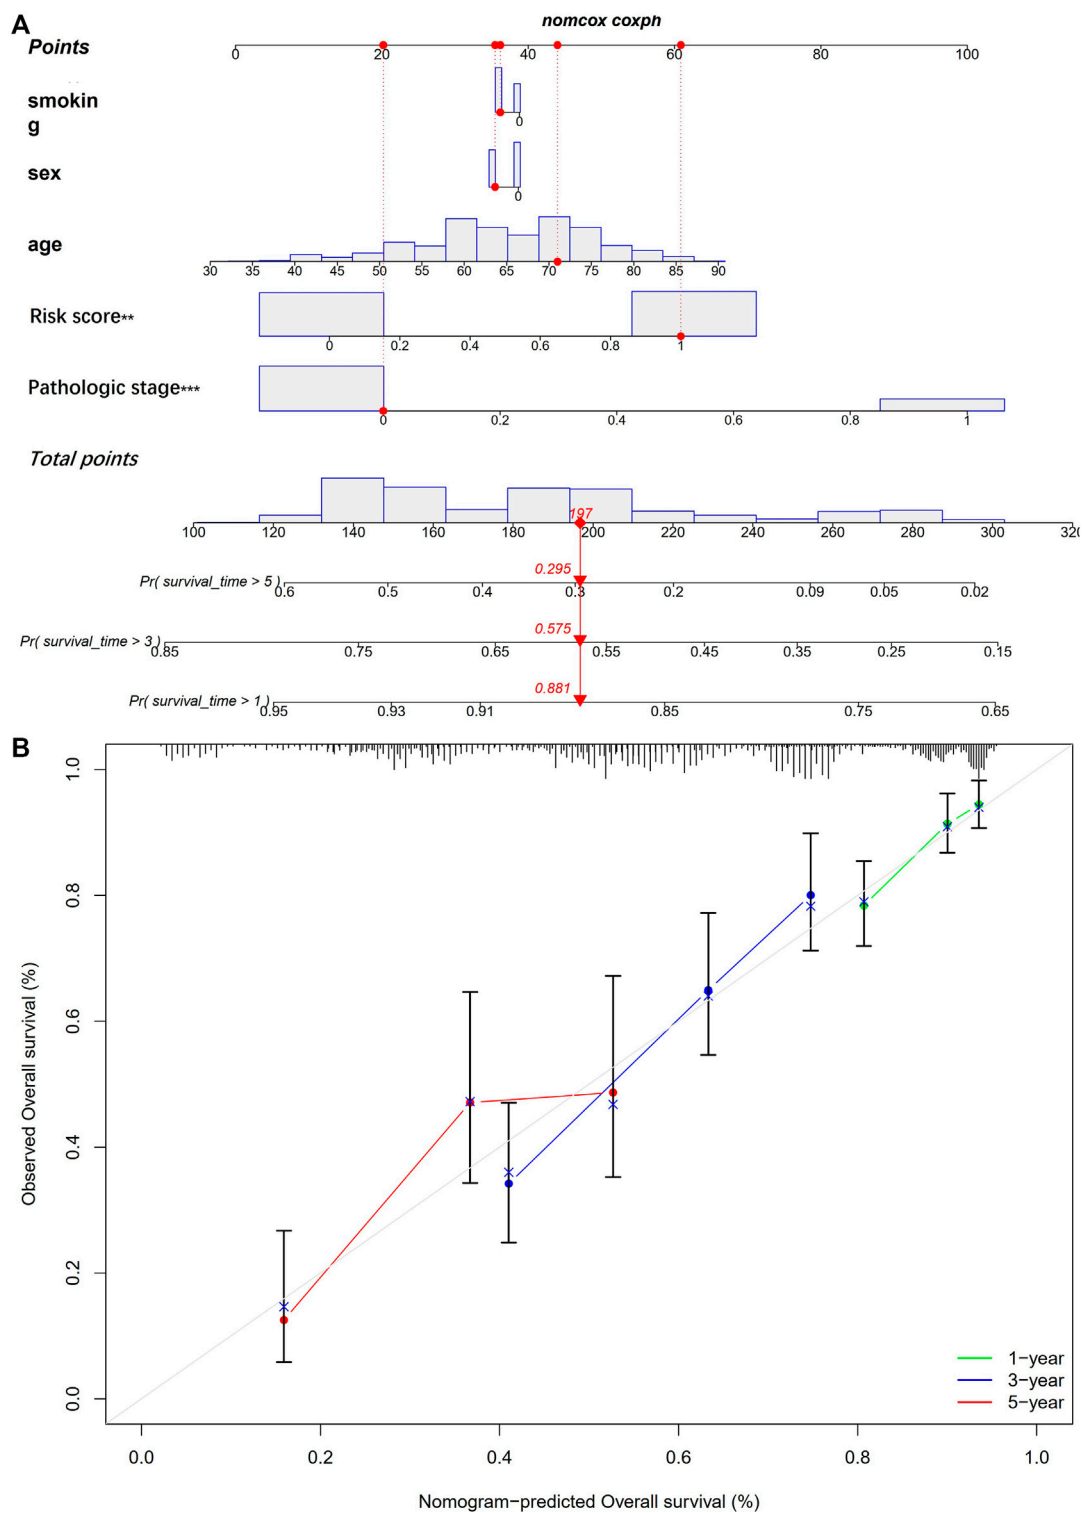 A
nomcox coxph
Points
0 20 40 60 80 100
smokin
g
0
sex
0
age
30 35 40 45 50 55 60 65 70 75 80 85 90
Risk score**
0 0.2 0.4 0.6 0.8 1
Pathologic stage***
0 0.2 0.4 0.6 0.8 1
Total points
197
100 120 140 160 180 200 220 240 260 280 300 320
0.295
Pr( survival_time > 5 )
0.6 0.5 0.4 0.3 0.2 0.09 0.05 0.02
0.575
Pr( survival_time > 3 )
0.85 0.75 0.65 0.55 0.45 0.35 0.25 0.15
0.881
Pr( survival_time > 1 )
0.95 0.93 0.91 0.85 0.75 0.65
B
Observed Overall survival (%)
1.0
0.8
0.6
0.4
0.2
0.0
1−year
3−year
5−year
0.0 0.2 0.4 0.6 0.8 1.0
Nomogram−predicted Overall survival (%)